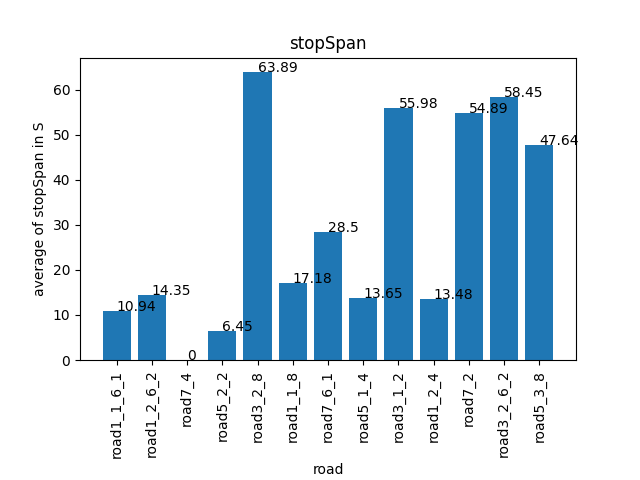 stopSpan
average of stopSpan in S
60
50
40
30
20
10
0
10.94
14.35
0
6.45
63.89
17.18
28.5
13.65
55.98
13.48
54.89
58.45
47.64
road1_1_6_1
road1_2_6_2
road7_4
road5_2_2
road3_2_8
road1_1_8
road7_6_1
road5_1_4
road3_1_2
road1_2_4
road7_2
road3_2_6_2
road5_3_8
road